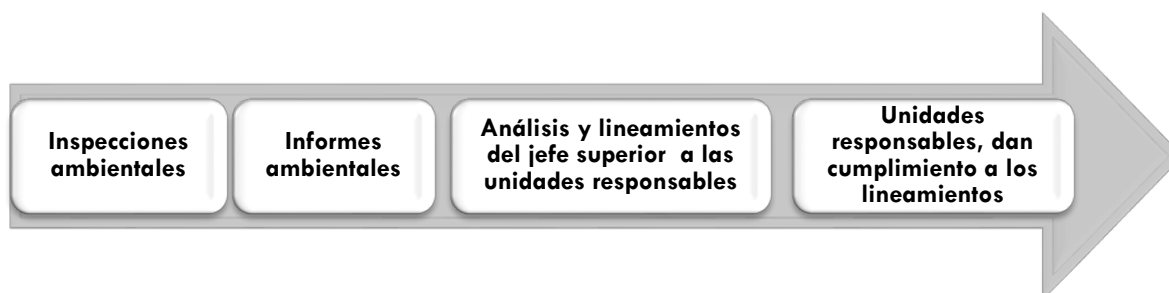 Inspecciones
ambientales
Informes
ambientales
Análisis y lineamientos
del jefe superior a las
unidades responsables
Unidades
responsables, dan
cumplimiento a los
lineamientos